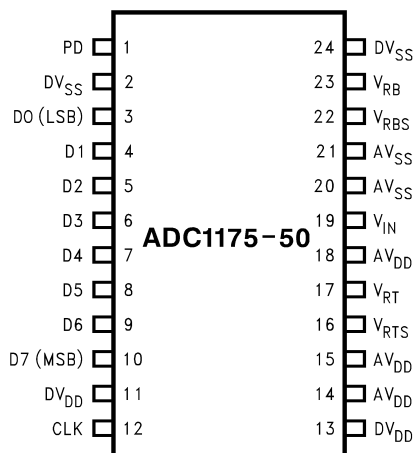 PD 1 24 DVSS
DVSS 2 23 VRB
D0 (LSB) 3 22 VRBS
D1 4 21 AVSS
D2 5 20 AVSS
D3 6 19 VIN
ADC1175-50
D4 7 18 AVDD
D5 8 17 VRT
D6 9 16 VRTS
D7 (MSB) 10 15 AVDD
DVDD 11 14 AVDD
CLK 12 13 DVDD